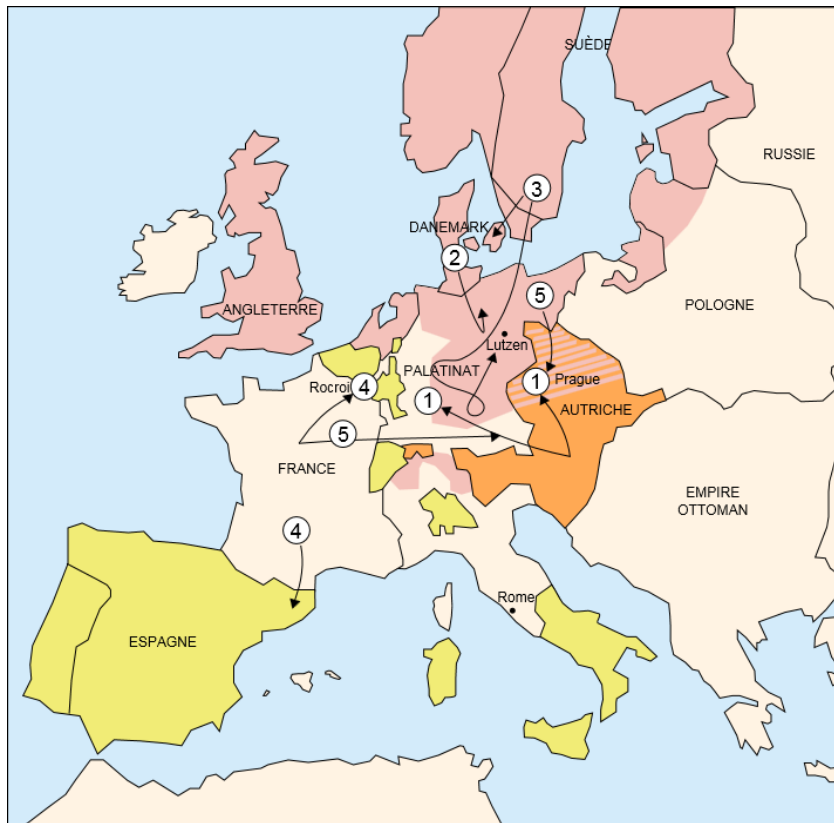 SUÈDE
RUSSIE
3
DANEMARK
2
5
ANGLETERRE
POLOGNE
Lutzen
PALATINAT
Rocroi
4
1
1
Prague
AUTRICHE
5
FRANCE
EMPIRE
OTTOMAN
4
Rome
ESPAGNE